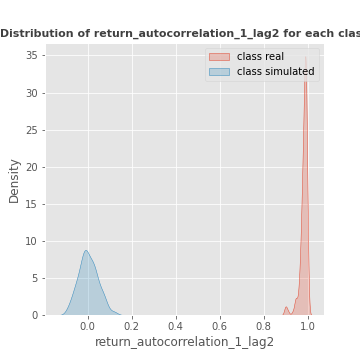 Distribution of return_autocorrelation_1_lag2 for each clas
class real
class simulated
35
30
25
20
15
10
5
0
Density
0.0 0.2 0.4 0.6 0.8 1.0
return_autocorrelation_1_lag2